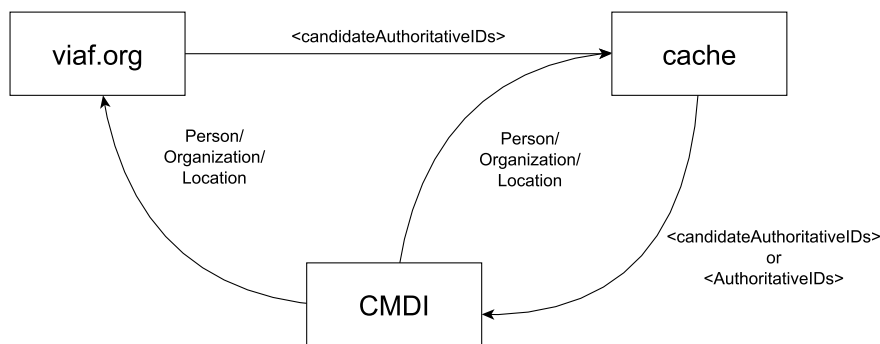 viaf.org
<candidateAuthoritativeIDs>
cache
Person/
Organization/
Location
Person/
Organization/
Location
<candidateAuthoritativeIDs>
or
<AuthoritativeIDs>
CMDI